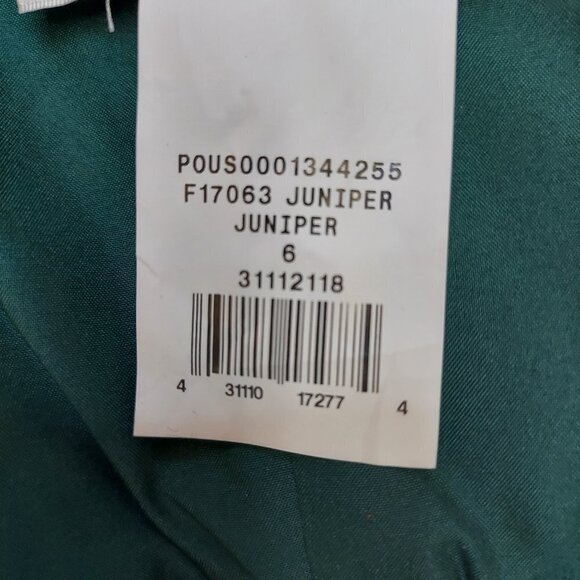 POUS0001344255
F17063 JUNIPER
JUNIPER
6
31112118
4 31110 17277 4